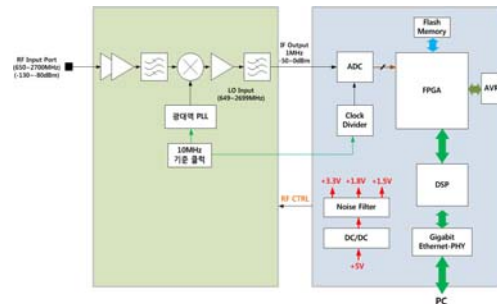 RF Input Port
(650~2700MHz)
(-130~-80dBm)
IF Output
1MHz
-50~0dBm
LO Input
(649~2699MHz)
광대역 PLL
10MHz
기준 클럭
ADC
Clock
Divider
Flash
Memory
FPGA
AVR
DSP
Gigabit
Ethernet-PHY
PC
RF CTRL
+3.3V
+1.8V
+1.5V
Noise Filter
DC/DC
+5V